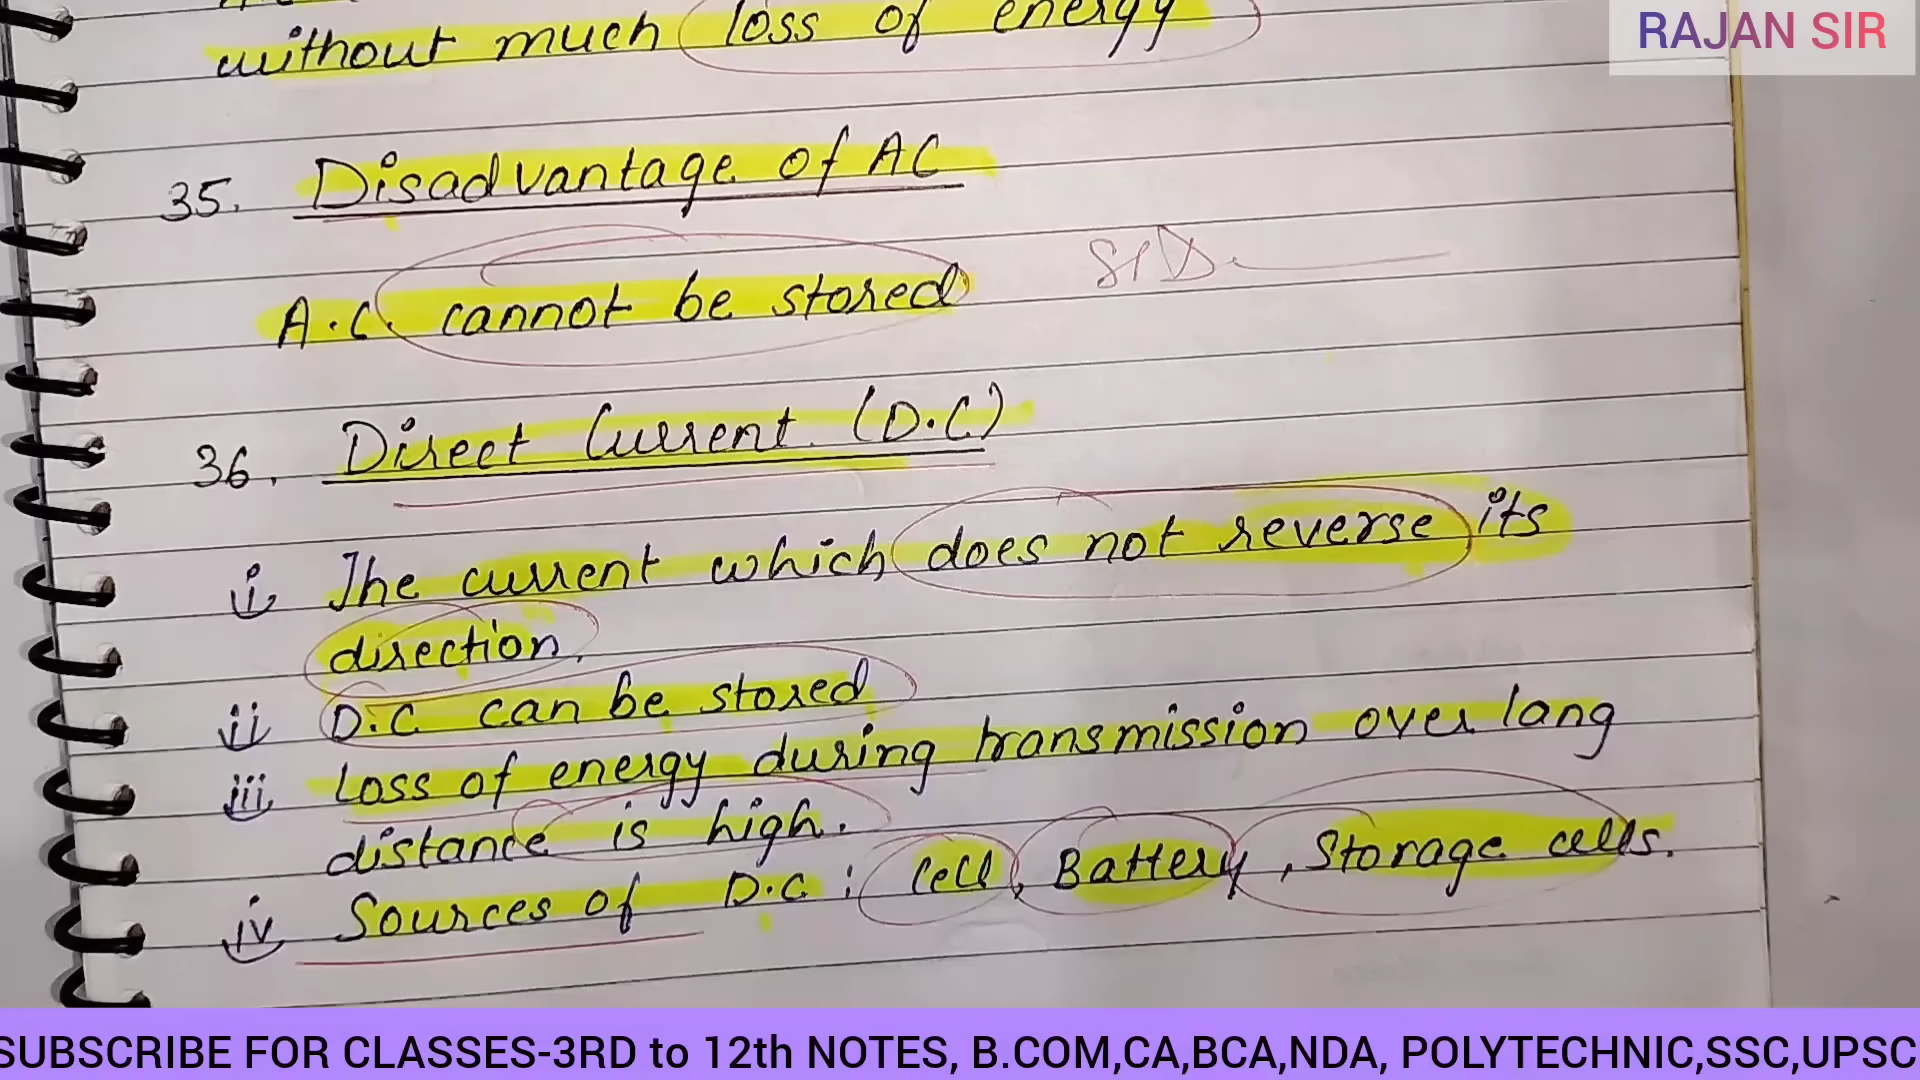 without much loss of energy
RAJAN SIR
35. Disadvantage of AC
A.C. cannot be stored
36. Direct Current (D.C)
i The current which does not reverse its
direction.
ii D.C. can be stored
iii Loss of energy during transmission over lang
distance is high.
iv Sources of D.C : Cell, Battery, Storage cells.
SUBSCRIBE FOR CLASSES-3RD to 12th NOTES, B.COM,CA,BCA,NDA, POLYTECHNIC,SSC,UPSC